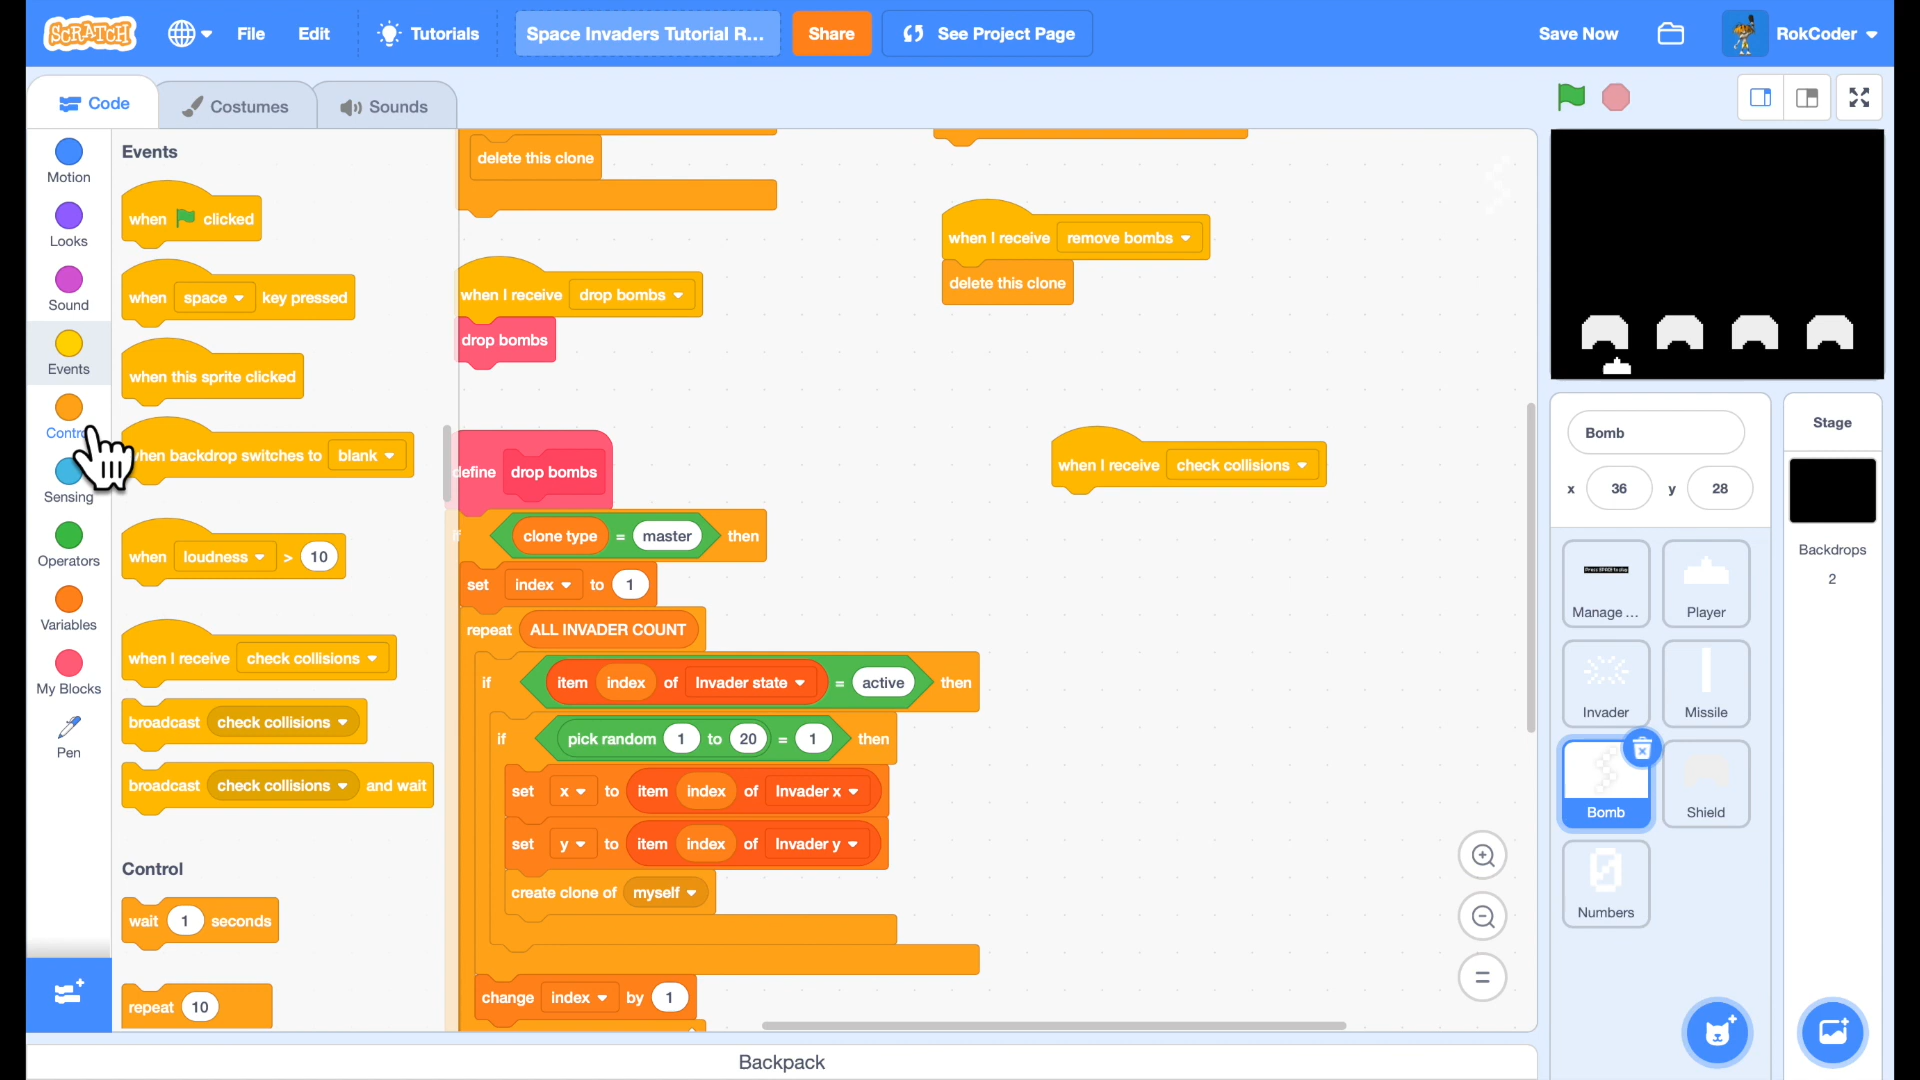 SCRATCH
File
Edit
Tutorials
Space Invaders Tutorial R...
Share
See Project Page
Save Now
RokCoder
Code
Costumes
Sounds
Motion
Looks
Sound
Events
Sensing
Operators
Variables
My Blocks
Pen
Events
when clicked
when space key pressed
when this sprite clicked
when backdrop switches to blank
when loudness > 10
when I receive check collisions
broadcast check collisions
broadcast check collisions and wait
Control
wait 1 seconds
repeat 10
delete this clone
when I receive drop bombs
drop bombs
define drop bombs
if clone type = master then
set index to 1
repeat ALL INVADER COUNT
if item index of Invader state = active then
if pick random 1 to 20 = 1 then
set x to item index of Invader x
set y to item index of Invader y
create clone of myself
change index by 1
when I receive remove bombs
delete this clone
when I receive check collisions
Backpack
Bomb
x 36 y 28
Stage
Backdrops
2
Press SPACE to play
Manage ...
Player
Invader
Missile
Bomb
Shield
0
Numbers